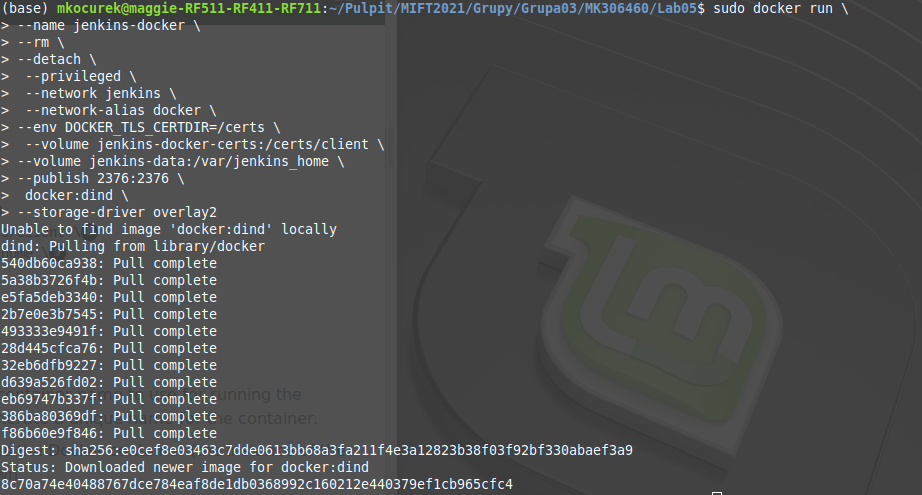 (base) mkocurek@maggie-RF511-RF411-RF711:~/Pulpit/MIFT2021/Grupy/Grupa03/MK306460/Lab05$ sudo docker run \
> --name jenkins-docker \
> --rm \
> --detach \
>  --privileged \
>  --network jenkins \
>  --network-alias docker \
> --env DOCKER_TLS_CERTDIR=/certs \
>  --volume jenkins-docker-certs:/certs/client \
> --volume jenkins-data:/var/jenkins_home \
> --publish 2376:2376 \
>  docker:dind \
> --storage-driver overlay2
Unable to find image 'docker:dind' locally
dind: Pulling from library/docker
540db60ca938: Pull complete
5a38b3726f4b: Pull complete
e5fa5deb3340: Pull complete
2b7e0e3b7545: Pull complete
493333e9491f: Pull complete
28d445cfca76: Pull complete
32eb6dfb9227: Pull complete
d639a526fd02: Pull complete
eb69747b337f: Pull complete
running the
386ba80369df: Pull complete
container.
f86b60e9f846: Pull complete
Digest: sha256:e0cef8e03463c7dde0613bb68a3fa211f4e3a12823b38f03f92bf330abaef3a9
Status: Downloaded newer image for docker:dind
8c70a74e40488767dce784eaf8de1db0368992c160212e440379ef1cb965cfc4